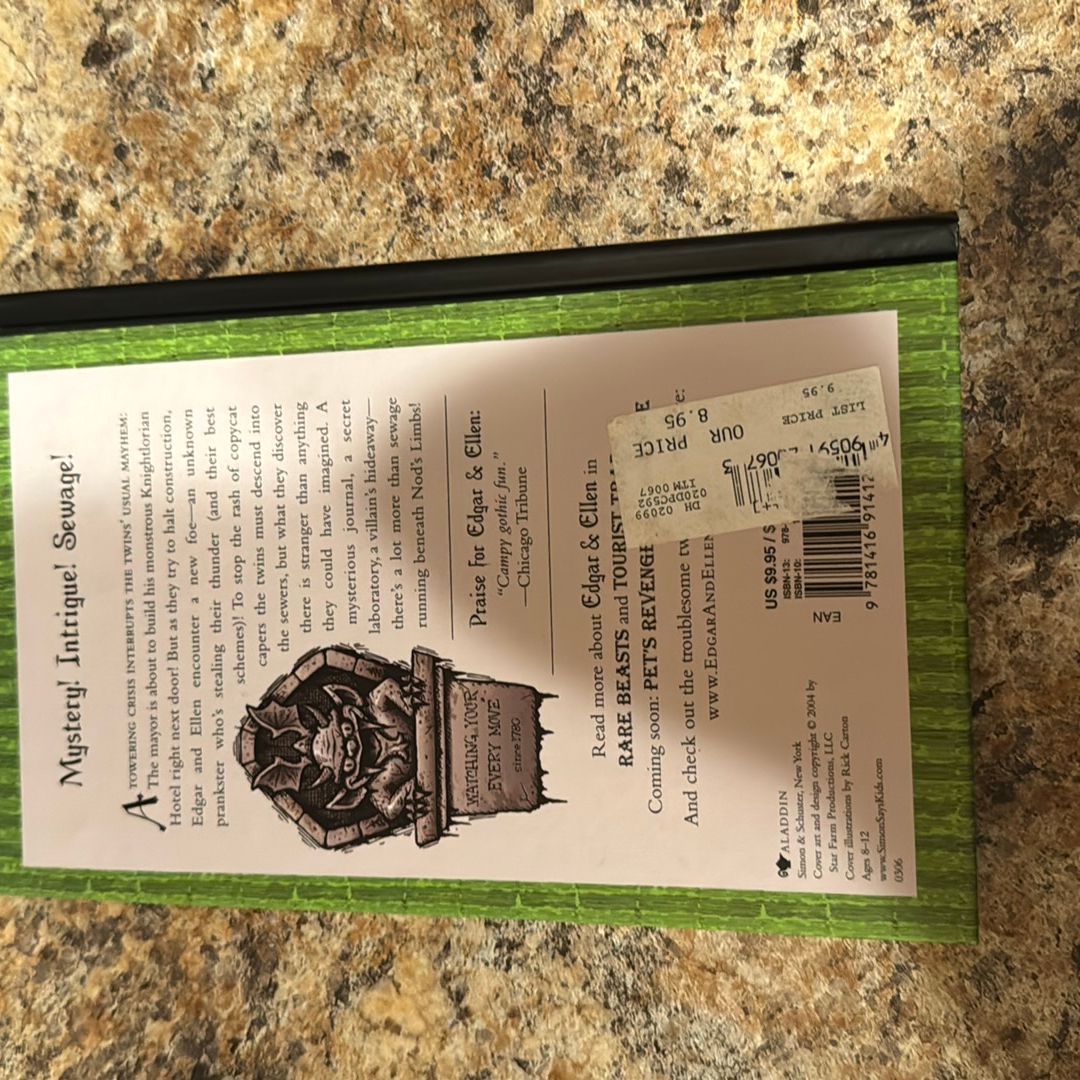 Mystery! Intrigue! Sewage!
A TOWERING CRISIS INTERRUPTS THE TWINS' USUAL MAYHEM:
The mayor is about to build his monstrous Knightlorian
Hotel right next door! But as they try to halt construction,
Edgar and Ellen encounter a new foe—an unknown
prankster who's stealing their thunder (and their best
schemes)! To stop the rash of copycat
capers the twins must descend into
the sewers, but what they discover
there is stranger than anything
they could have imagined. A
mysterious journal, a secret
laboratory, a villain's hideaway—
there's a lot more than sewage
running beneath Nod's Limbs!
WATCHING YOUR
EVERY MOVE
since 1780
Praise for Edgar & Ellen:
"Campy gothic fun."
—Chicago Tribune
Read more about Edgar & Ellen in
RARE BEASTS and TOURIST
Coming soon: PET'S REVENGE
And check out the troublesome
www.EDGARANDELLEN
ALADDIN
Simon & Schuster, New York
Cover art and design copyright © 2004 by
Star Farm Productions, LLC
Cover illustrations by Rick Carton
Ages 8–12
www.SimonSaysKids.com
0306
US $9.95 / $
ISBN-13: 978-
ISBN-10:
EAN
9 781416 91412
DH 02099
020DPC592
ITM 0067
OUR PRICE
8.95
LIST PRICE
9.95